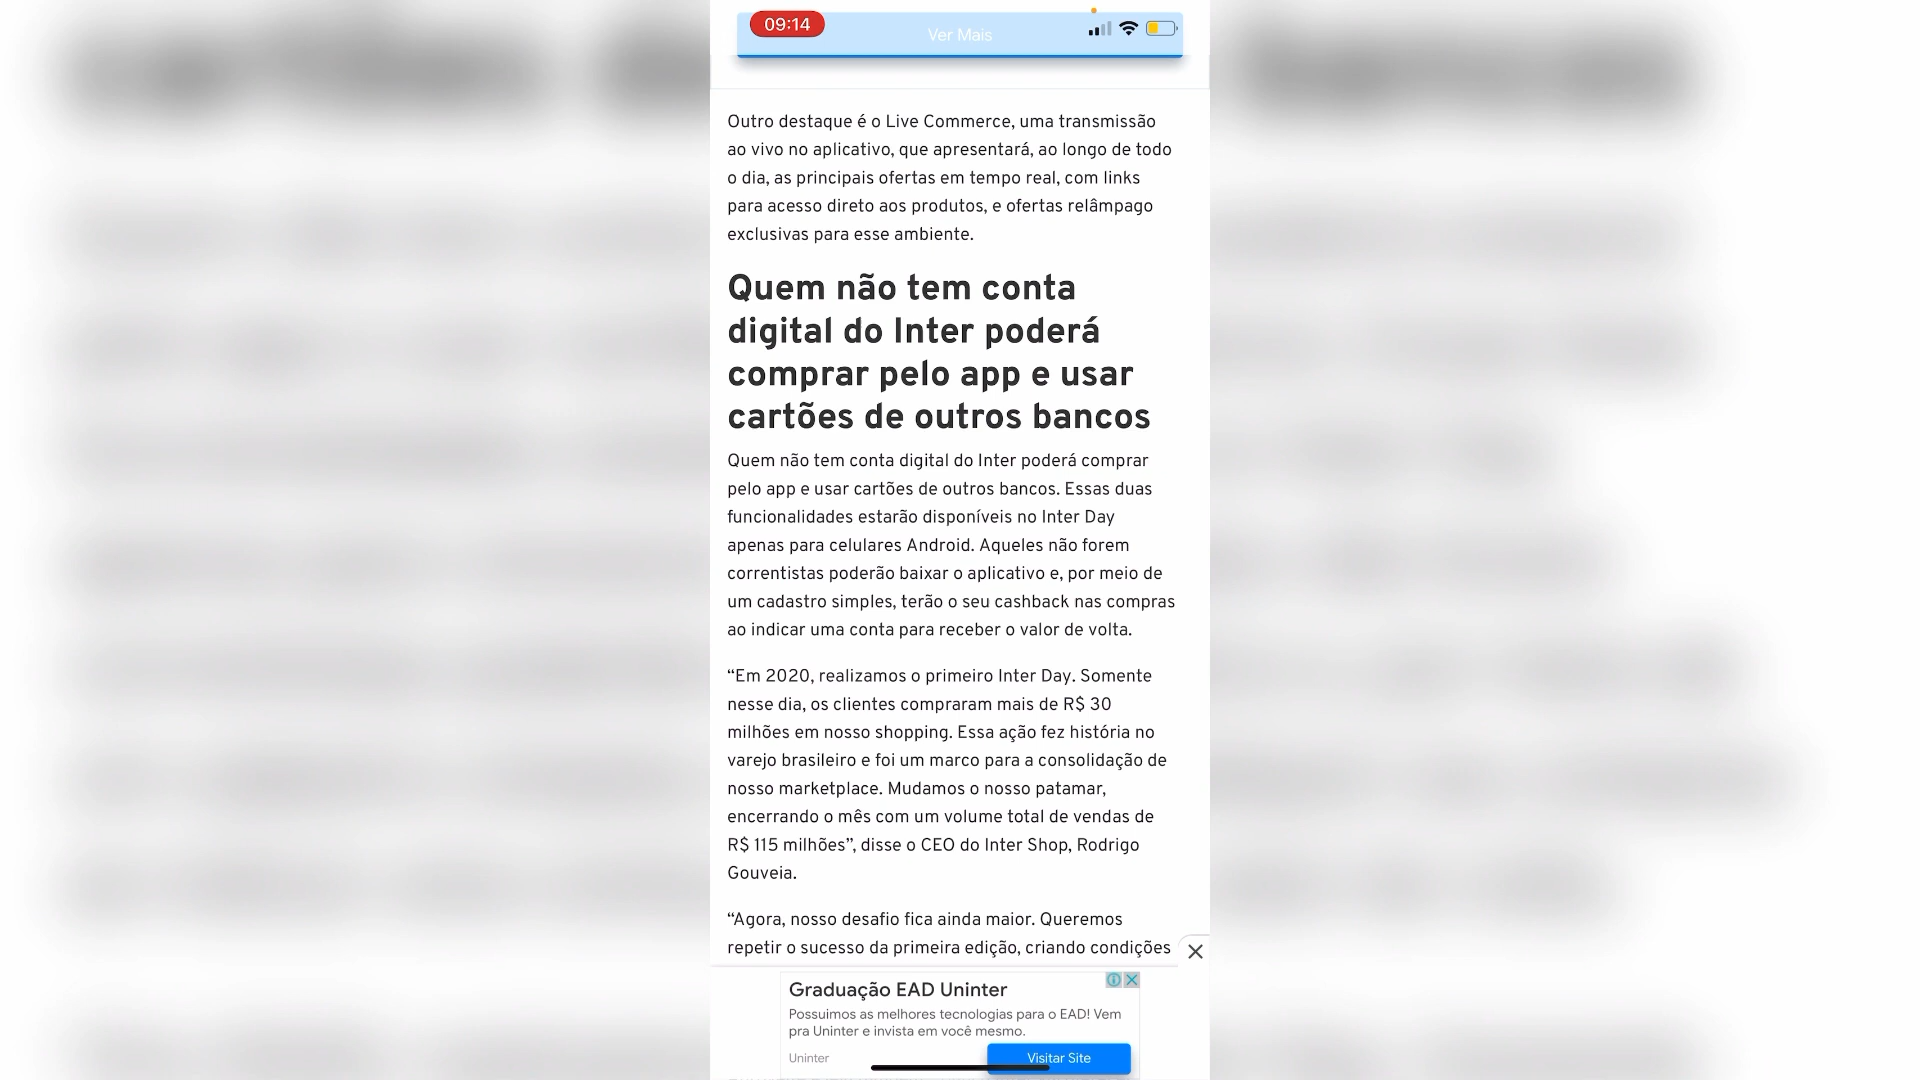 09:14
Ver Mais
Outro destaque é o Live Commerce, uma transmissão
ao vivo no aplicativo, que apresentará, ao longo de todo
o dia, as principais ofertas em tempo real, com links
para acesso direto aos produtos, e ofertas relâmpago
exclusivas para esse ambiente.
Quem não tem conta
digital do Inter poderá
comprar pelo app e usar
cartões de outros bancos
Quem não tem conta digital do Inter poderá comprar
pelo app e usar cartões de outros bancos. Essas duas
funcionalidades estarão disponíveis no Inter Day
apenas para celulares Android. Aqueles não forem
correntistas poderão baixar o aplicativo e, por meio de
um cadastro simples, terão o seu cashback nas compras
ao indicar uma conta para receber o valor de volta.
“Em 2020, realizamos o primeiro Inter Day. Somente
nesse dia, os clientes compraram mais de R$ 30
milhões em nosso shopping. Essa ação fez história no
varejo brasileiro e foi um marco para a consolidação de
nosso marketplace. Mudamos o nosso patamar,
encerrando o mês com um volume total de vendas de
R$ 115 milhões”, disse o CEO do Inter Shop, Rodrigo
Gouveia.
“Agora, nosso desafio fica ainda maior. Queremos
repetir o sucesso da primeira edição, criando condições
Graduação EAD Uninter
Possuimos as melhores tecnologias para o EAD! Vem
pra Uninter e invista em você mesmo.
Uninter
Visitar Site